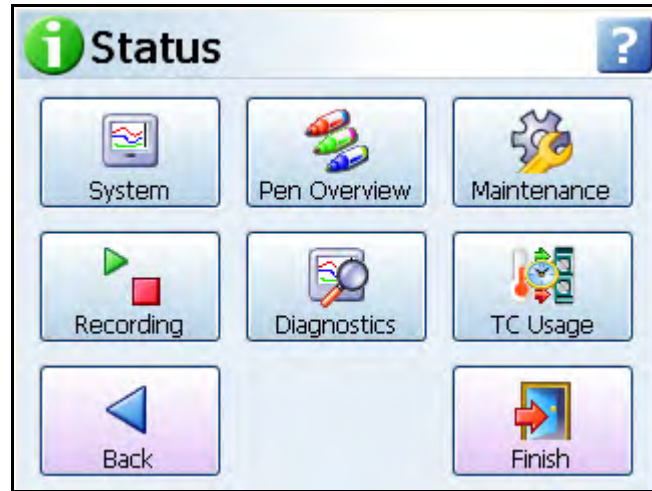 i Status ?
System
Pen Overview
Maintenance
Recording
Diagnostics
TC Usage
Back
Finish